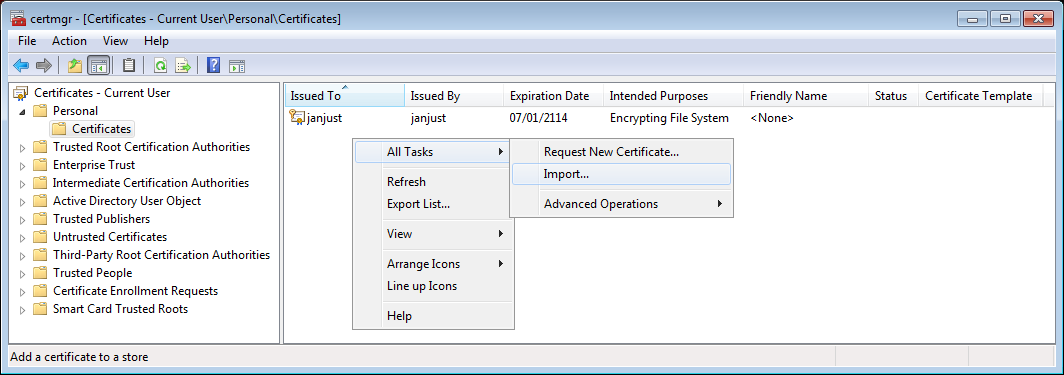 certmgr - [Certificates - Current User\Personal\Certificates]
File Action View Help
Certificates - Current User
Personal
Certificates
Trusted Root Certification Authorities
Enterprise Trust
Intermediate Certification Authorities
Active Directory User Object
Trusted Publishers
Untrusted Certificates
Third-Party Root Certification Authorities
Trusted People
Certificate Enrollment Requests
Smart Card Trusted Roots
Issued To Issued By Expiration Date Intended Purposes Friendly Name Status Certificate Template
janjust janjust 07/01/2114 Encrypting File System <None>
All Tasks
Refresh
Export List...
View
Arrange Icons
Line up Icons
Help
Request New Certificate...
Import...
Advanced Operations
Add a certificate to a store